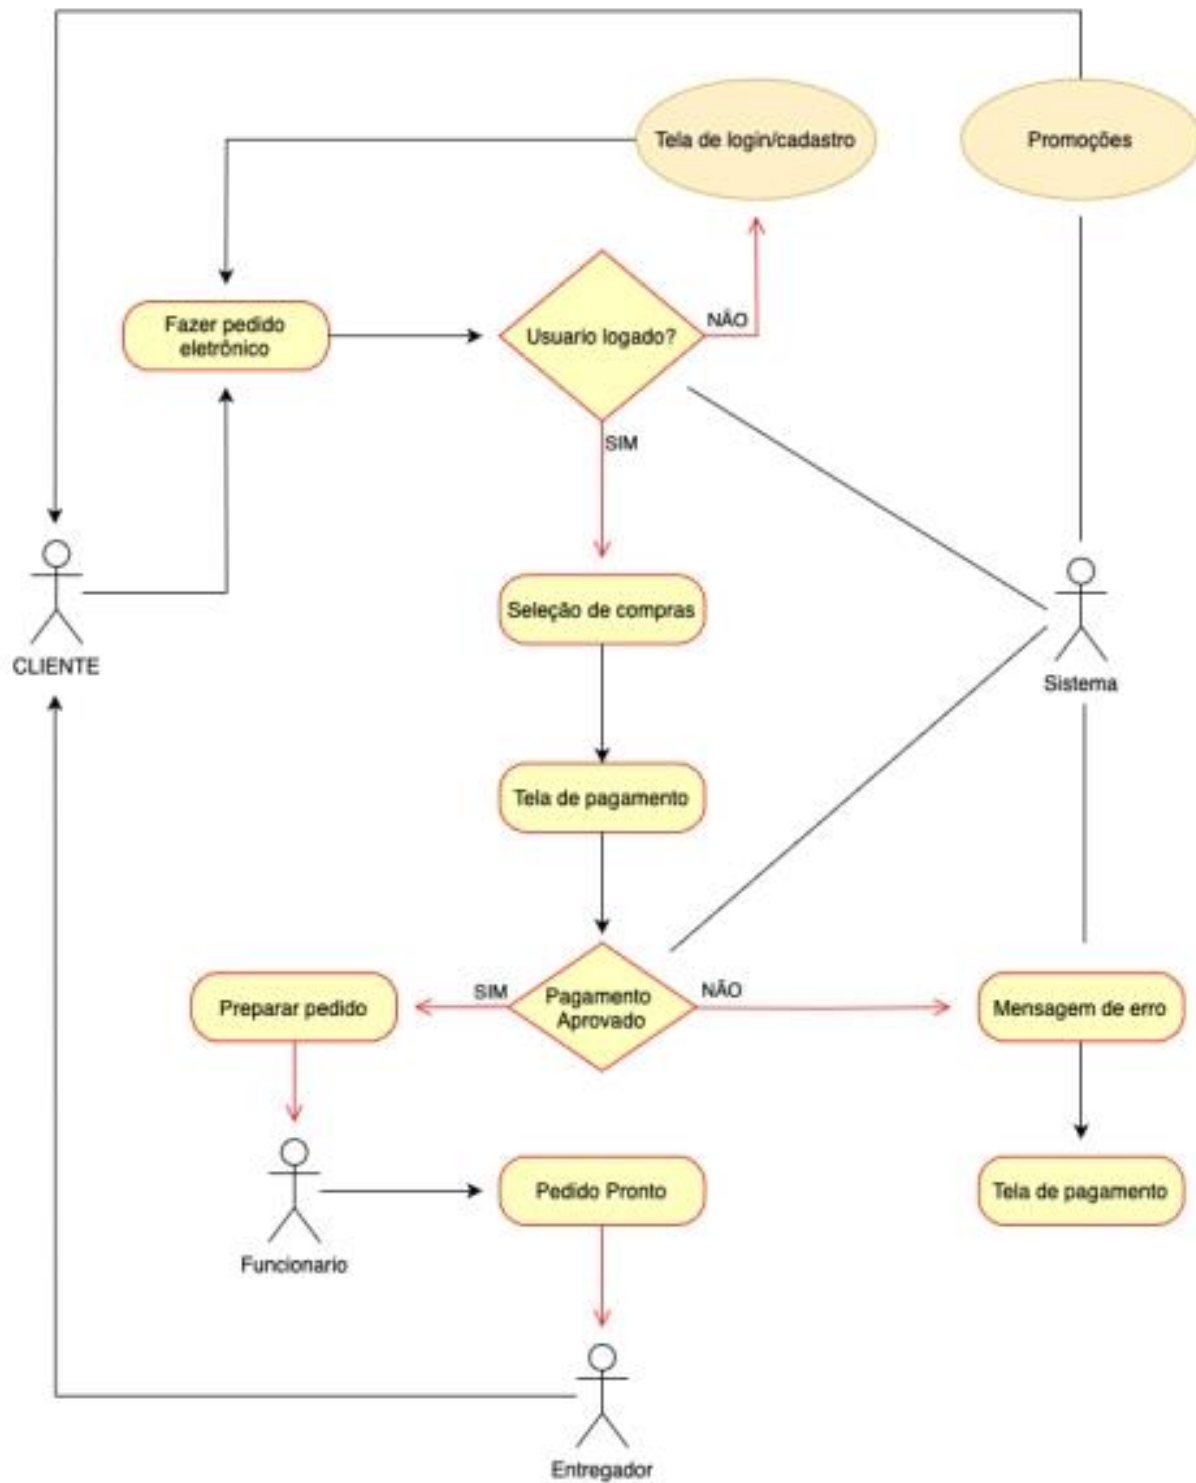 Tela de login/cadastro
Promoções
Fazer pedido
eletrônico
Usuario logado?
NÃO
SIM
CLIENTE
Seleção de compras
Sistema
Tela de pagamento
Preparar pedido
SIM
Pagamento
Aprovado
NÃO
Mensagem de erro
Funcionario
Pedido Pronto
Tela de pagamento
Entregador